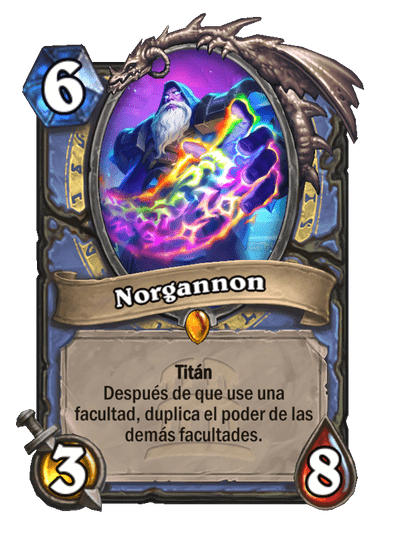 6
Norgannon
Titán
Después de que use una
facultad, duplica el poder de las
demás facultades.
3
8